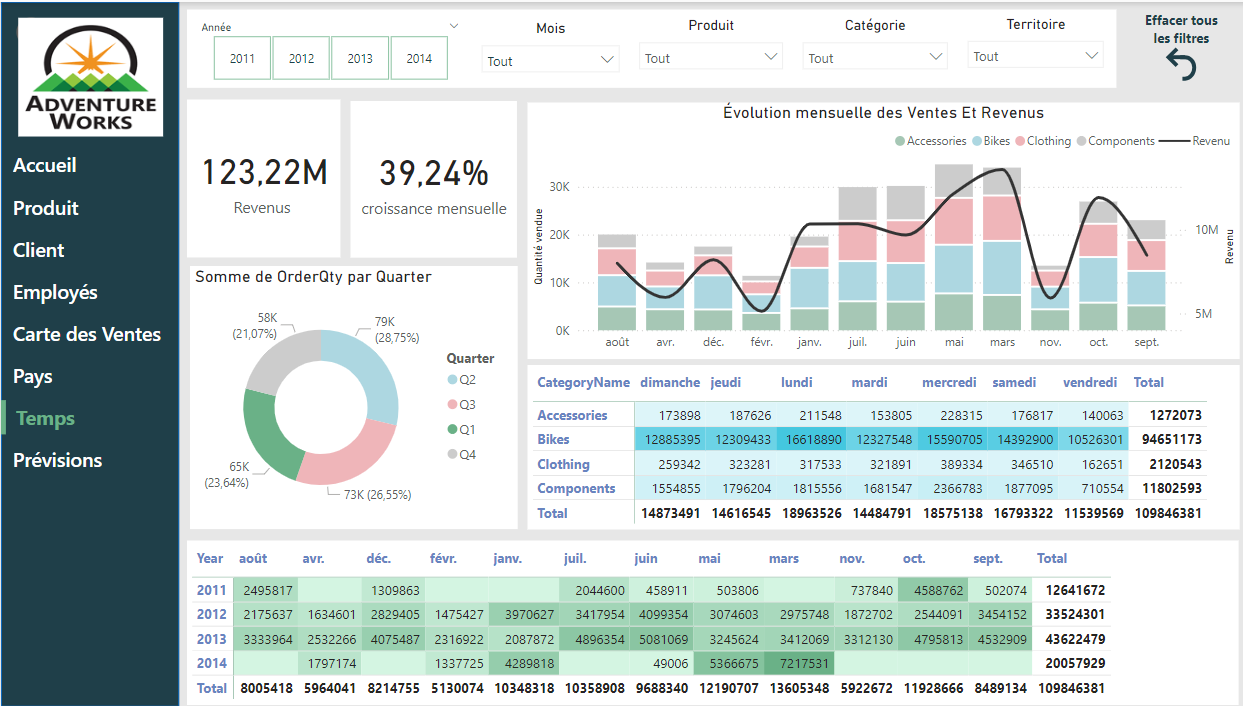 ADVENTURE
WORKS
Accueil
Produit
Client
Employés
Carte des Ventes
Pays
Temps
Prévisions
Année
2011 2012 2013 2014
Mois
Tout
Produit
Tout
Catégorie
Tout
Territoire
Tout
Effacer tous
les filtres
123,22M
Revenus
39,24%
croissance mensuelle
Évolution mensuelle des Ventes Et Revenus
Accessories Bikes Clothing Components Revenu
Quantité vendue
30K
20K
10K
0K
10M
5M
Revenu
août avr. déc. févr. janv. juil. juin mai mars nov. oct. sept.
Somme de OrderQty par Quarter
58K
(21,07%)
79K
(28,75%)
65K
(23,64%)
73K (26,55%)
Quarter
Q2
Q3
Q1
Q4
CategoryName dimanche jeudi lundi mardi mercredi samedi vendredi Total
Accessories 173898 187626 211548 153805 228315 176817 140063 1272073
Bikes 12885395 12309433 16618890 12327548 15590705 14392900 10526301 94651173
Clothing 259342 323281 317533 321891 389334 346510 162651 2120543
Components 1554855 1796204 1815556 1681547 2366783 1877095 710554 11802593
Total 14873491 14616545 18963526 14484791 18575138 16793322 11539569 109846381
Year août avr. déc. févr. janv. juil. juin mai mars nov. oct. sept. Total
2011 2495817 1309863 2044600 458911 503806 737840 4588762 502074 12641672
2012 2175637 1634601 2829405 1475427 3970627 3417954 4099354 3074603 2975748 1872702 2544091 3454152 33524301
2013 3333964 2532266 4075487 2316922 2087872 4896354 5081069 3245624 3412069 3312130 4795813 4532909 43622479
2014 1797174 1337725 4289818 49006 5366675 7217531 20057929
Total 8005418 5964041 8214755 5130074 10348318 10358908 9688340 12190707 13605348 5922672 11928666 8489134 109846381